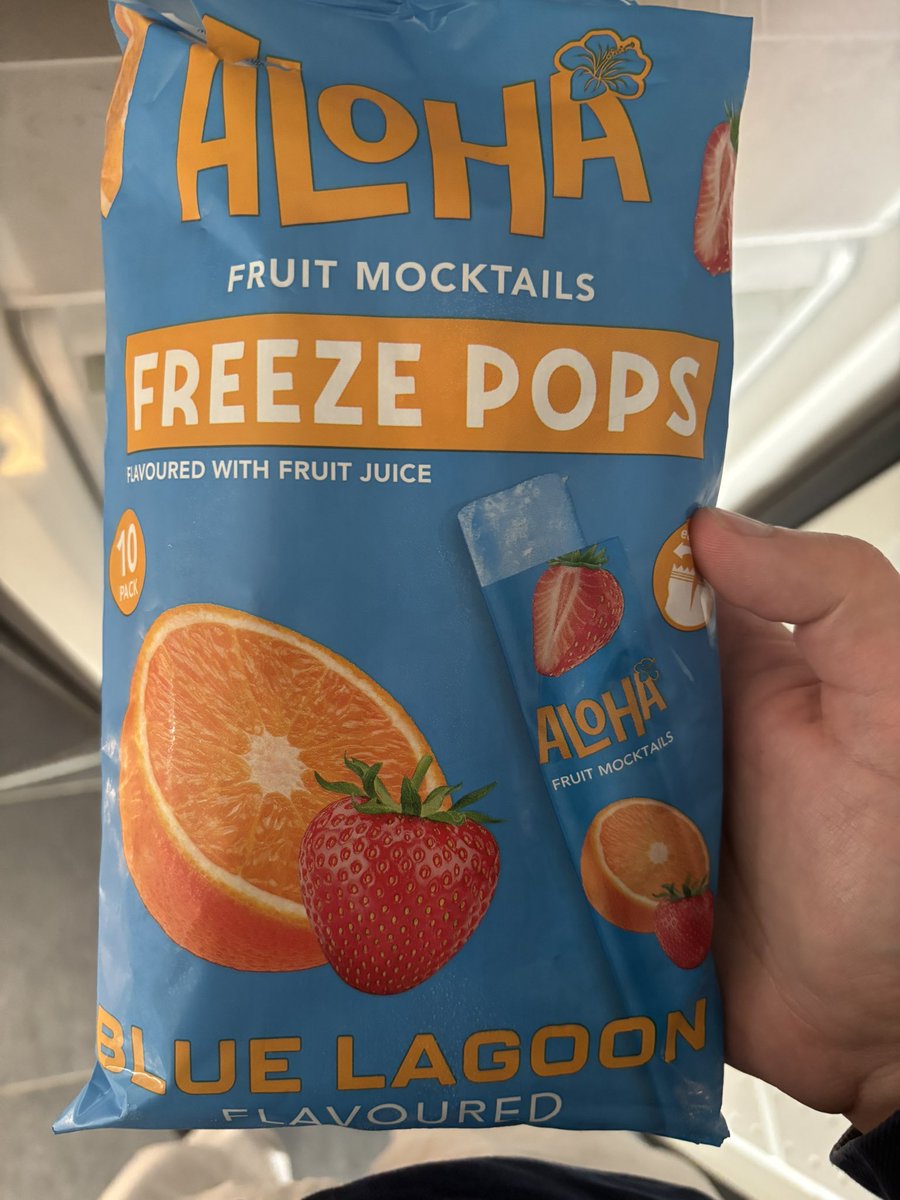 ALOHA
FRUIT MOCKTAILS
FREEZE POPS
FLAVOURED WITH FRUIT JUICE
10
PACK
ALOHA
FRUIT MOCKTAILS
BLUE LAGOON
FLAVOURED